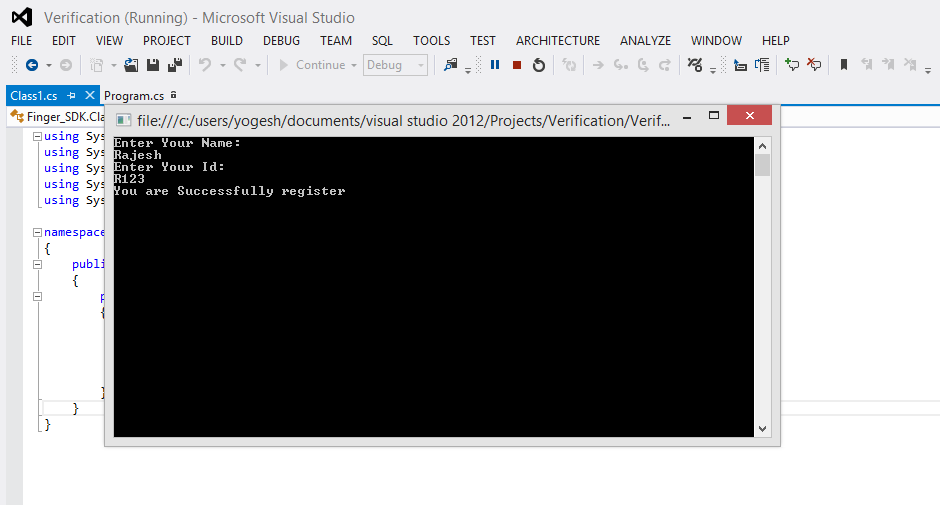 Verification (Running) - Microsoft Visual Studio
FILE EDIT VIEW PROJECT BUILD DEBUG TEAM SQL TOOLS TEST ARCHITECTURE ANALYZE WINDOW HELP
Continue Debug
Class1.cs Program.cs
Finger_SDK.Cla
file:///c:/users/yogesh/documents/visual studio 2012/Projects/Verification/Verif...
using Sys
using Sys
using Sys
using Sys
using Sys
namespace
{
publi
{
p
{
}
}
}
Enter Your Name:
Rajesh
Enter Your Id:
R123
You are Successfully register